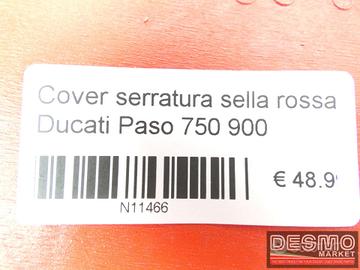 Cover serratura sella rossa
Ducati Paso 750 900
€ 48.9
N11466
DESMO
MARKET